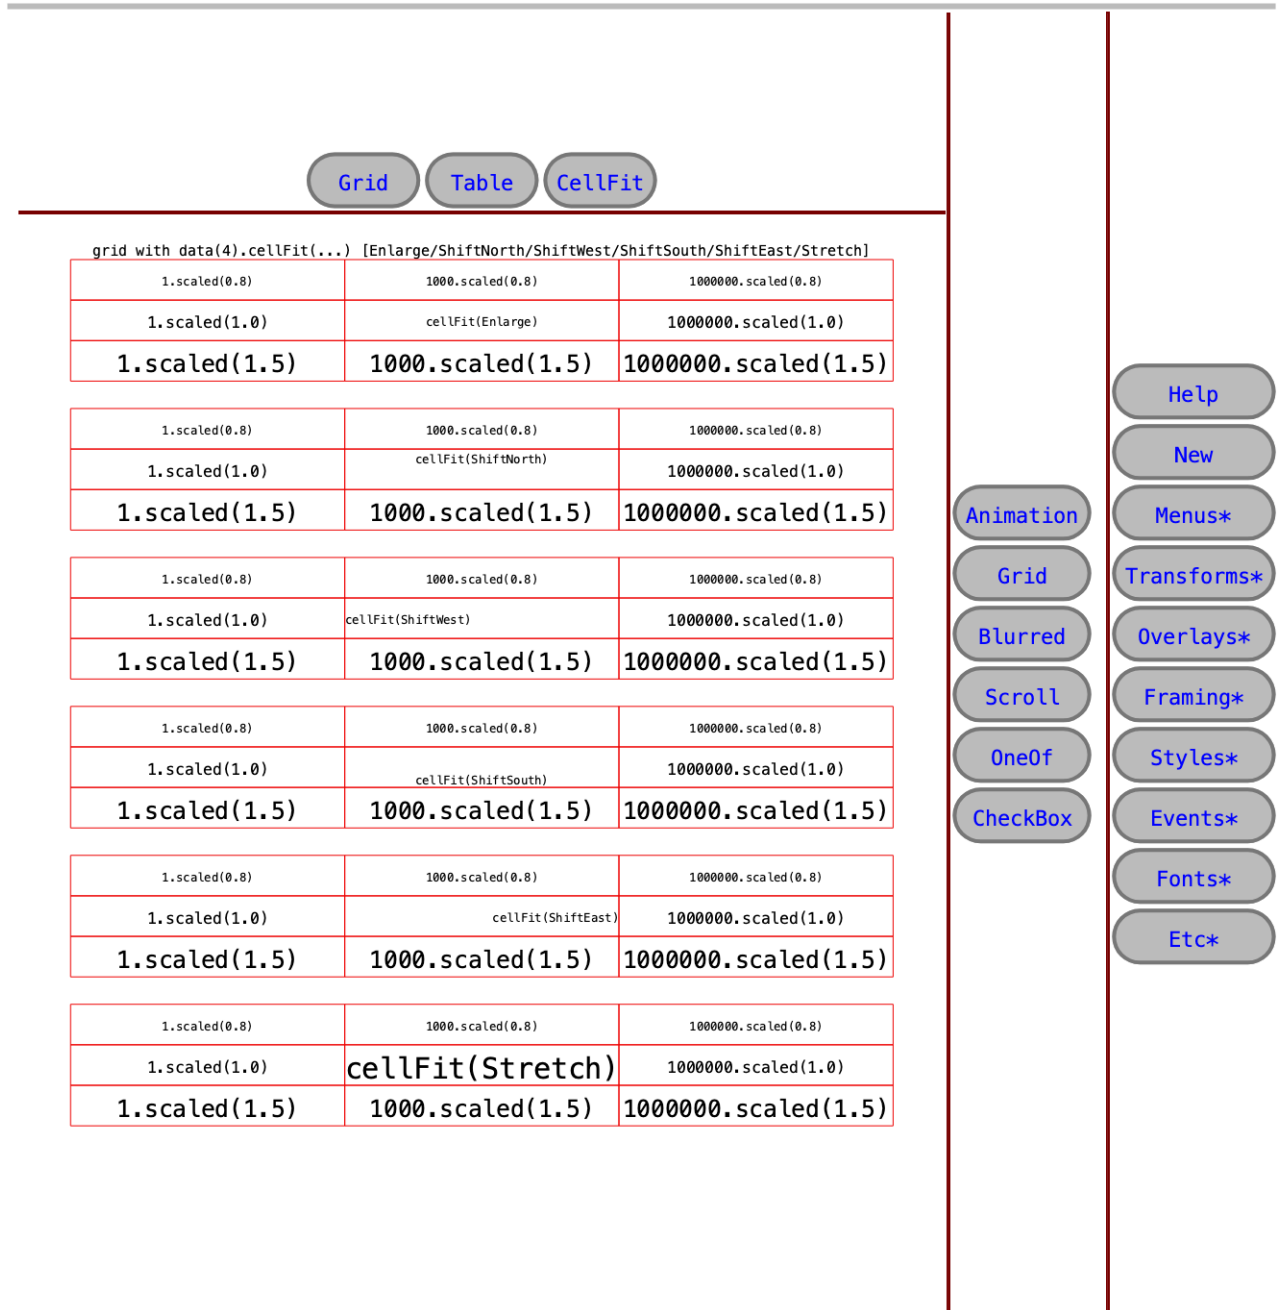 Grid Table CellFit
grid with data(4).cellFit(...) [Enlarge/ShiftNorth/ShiftWest/ShiftSouth/ShiftEast/Stretch]
1.scaled(0.8) 1000.scaled(0.8) 1000000.scaled(0.8)
1.scaled(1.0) cellFit(Enlarge) 1000000.scaled(1.0)
1.scaled(1.5) 1000.scaled(1.5) 1000000.scaled(1.5)
1.scaled(0.8) 1000.scaled(0.8) 1000000.scaled(0.8)
1.scaled(1.0) cellFit(ShiftNorth) 1000000.scaled(1.0)
1.scaled(1.5) 1000.scaled(1.5) 1000000.scaled(1.5)
1.scaled(0.8) 1000.scaled(0.8) 1000000.scaled(0.8)
1.scaled(1.0) cellFit(ShiftWest) 1000000.scaled(1.0)
1.scaled(1.5) 1000.scaled(1.5) 1000000.scaled(1.5)
1.scaled(0.8) 1000.scaled(0.8) 1000000.scaled(0.8)
1.scaled(1.0) cellFit(ShiftSouth) 1000000.scaled(1.0)
1.scaled(1.5) 1000.scaled(1.5) 1000000.scaled(1.5)
1.scaled(0.8) 1000.scaled(0.8) 1000000.scaled(0.8)
1.scaled(1.0) cellFit(ShiftEast) 1000000.scaled(1.0)
1.scaled(1.5) 1000.scaled(1.5) 1000000.scaled(1.5)
1.scaled(0.8) 1000.scaled(0.8) 1000000.scaled(0.8)
1.scaled(1.0) cellFit(Stretch) 1000000.scaled(1.0)
1.scaled(1.5) 1000.scaled(1.5) 1000000.scaled(1.5)
Animation
Grid
Blurred
Scroll
OneOf
CheckBox
Help
New
Menus*
Transforms*
Overlays*
Framing*
Styles*
Events*
Fonts*
Etc*